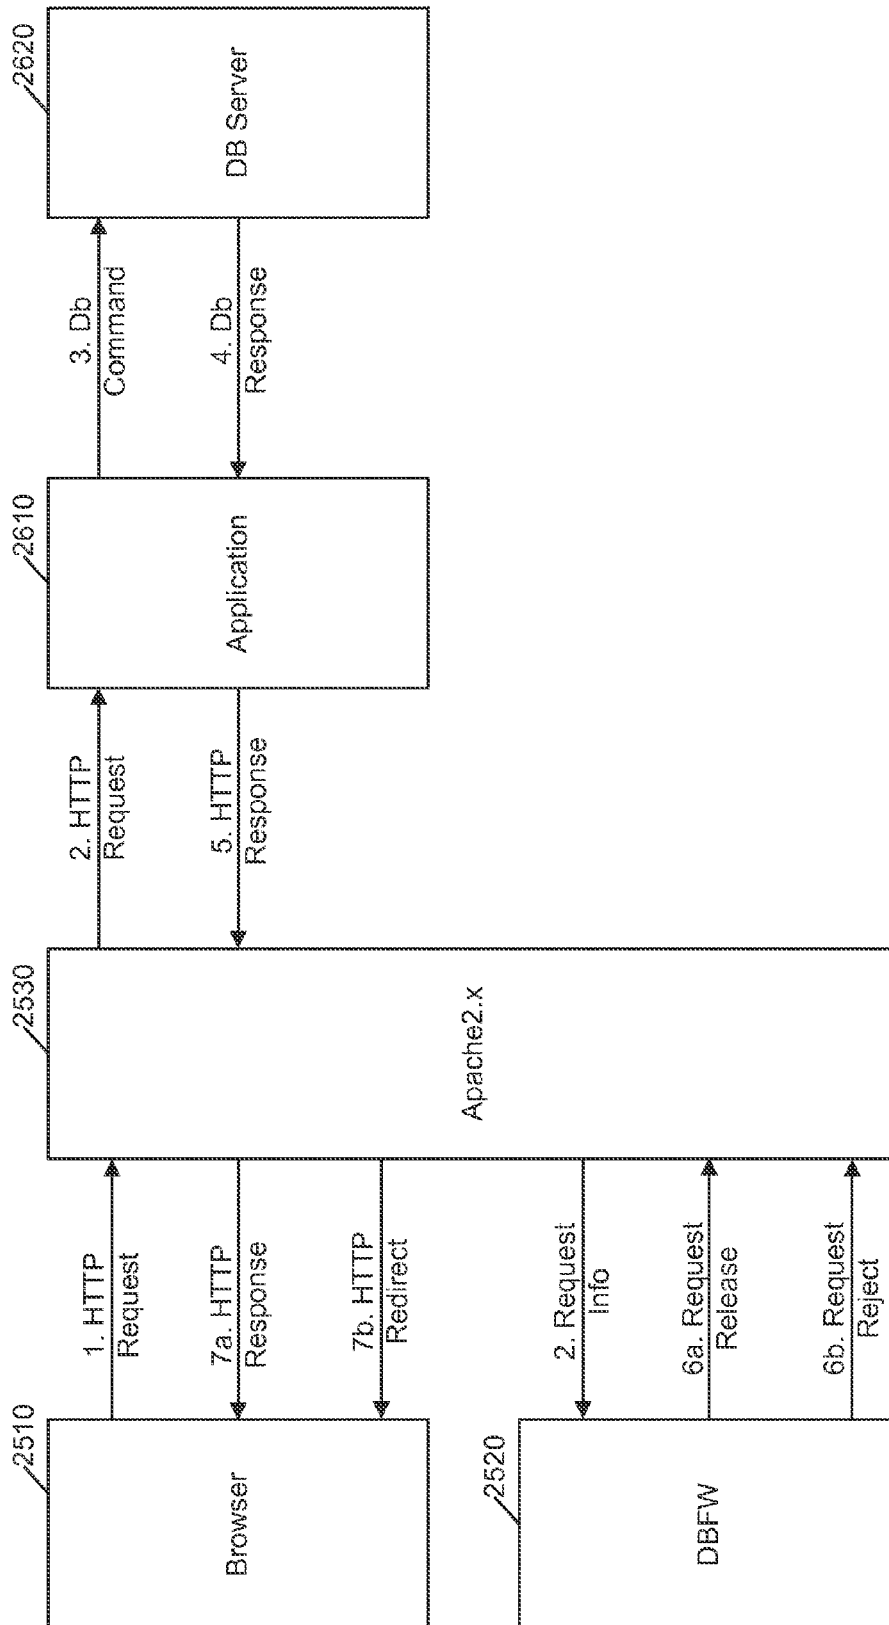 2510
Browser
1. HTTP
Request
7a. HTTP
Response
7b. HTTP
Redirect
2520
DBFW
2. Request
Info
6a. Request
Release
6b. Request
Reject
2530
Apache2.x
2. HTTP
Request
5. HTTP
Response
2610
Application
3. Db
Command
4. Db
Response
2620
DB Server